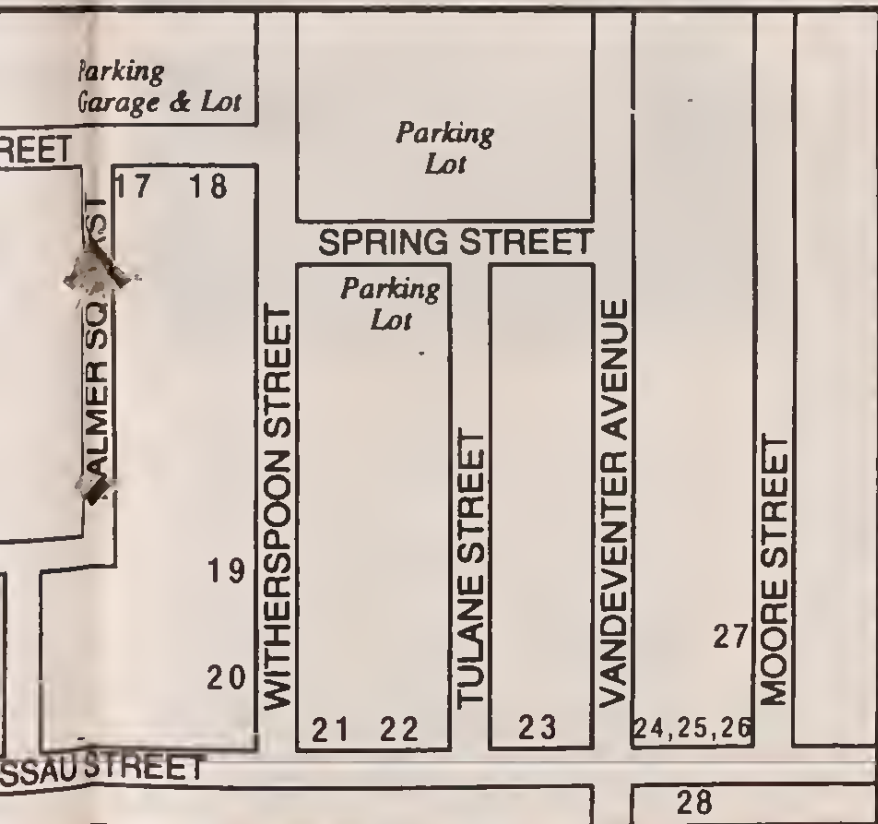 Parking
Garage & Lot
Parking
Lot
REET
17 18
SPRING STREET
Parking
Lot
ALMER SQ ST
WITHERSPOON STREET
TULANE STREET
VANDEVENTER AVENUE
MOORE STREET
19
20
27
21 22
23
24,25,26
SSAU STREET
28